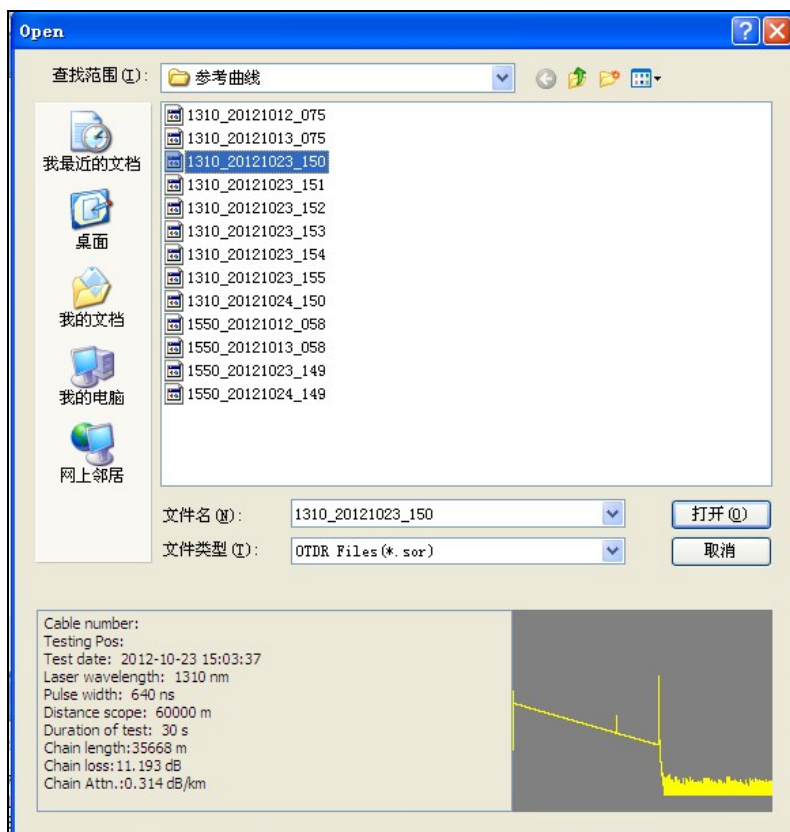 Open
查找范围(I):
参考曲线
我最近的文档
桌面
我的文档
我的电脑
网上邻居
1310_20121012_075
1310_20121013_075
1310_20121023_150
1310_20121023_151
1310_20121023_152
1310_20121023_153
1310_20121023_154
1310_20121023_155
1310_20121024_150
1550_20121012_058
1550_20121013_058
1550_20121023_149
1550_20121024_149
文件名(N):
1310_20121023_150
打开(O)
文件类型(T):
OTDR Files(*.sor)
取消
Cable number:
Testing Pos:
Test date: 2012-10-23 15:03:37
Laser wavelength: 1310 nm
Pulse width: 640 ns
Distance scope: 60000 m
Duration of test: 30 s
Chain length:35668 m
Chain loss:11.193 dB
Chain Attn.:0.314 dB/km